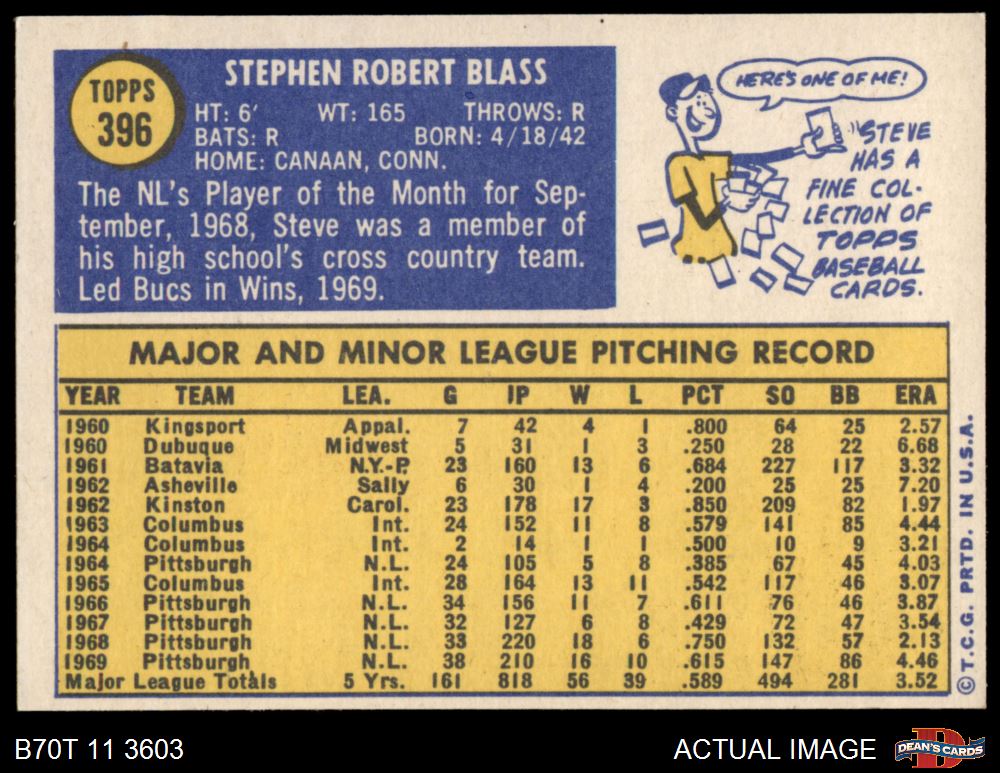 TOPPS
396
STEPHEN ROBERT BLASS
HT: 6' WT: 165 THROWS: R
BATS: R BORN: 4/18/42
HOME: CANAAN, CONN.
The NL's Player of the Month for Sep-
tember, 1968, Steve was a member of
his high school's cross country team.
Led Bucs in Wins, 1969.
HERE'S ONE OF ME!
STEVE
HAS A
FINE COL-
LECTION OF
TOPPS
BASEBALL
CARDS.
MAJOR AND MINOR LEAGUE PITCHING RECORD
YEAR TEAM LEA. G IP W L PCT SO BB ERA
1960 Kingsport Appal. 7 42 4 1 .800 64 25 2.57
1960 Dubuque Midwest 5 31 1 3 .250 28 22 6.68
1961 Batavia N.Y.-P. 23 160 13 6 .684 227 117 3.32
1962 Asheville Sally 6 30 1 4 .200 25 25 7.20
1962 Kinston Carol. 23 178 17 3 .850 209 82 1.97
1963 Columbus Int. 24 152 11 8 .579 141 85 4.44
1964 Columbus Int. 2 14 1 1 .500 10 9 3.21
1964 Pittsburgh N.L. 24 105 5 8 .385 67 45 4.03
1965 Columbus Int. 28 164 13 11 .542 117 46 3.07
1966 Pittsburgh N.L. 34 156 11 7 .611 76 46 3.87
1967 Pittsburgh N.L. 32 127 6 8 .429 72 47 3.54
1968 Pittsburgh N.L. 33 220 18 6 .750 132 57 2.13
1969 Pittsburgh N.L. 38 210 16 10 .615 147 86 4.46
Major League Totals 5 Yrs. 161 818 56 39 .589 494 281 3.52
© T.C.G. PRTD. IN U.S.A.
B70T 11 3603
ACTUAL IMAGE
D
DEAN'S CARDS